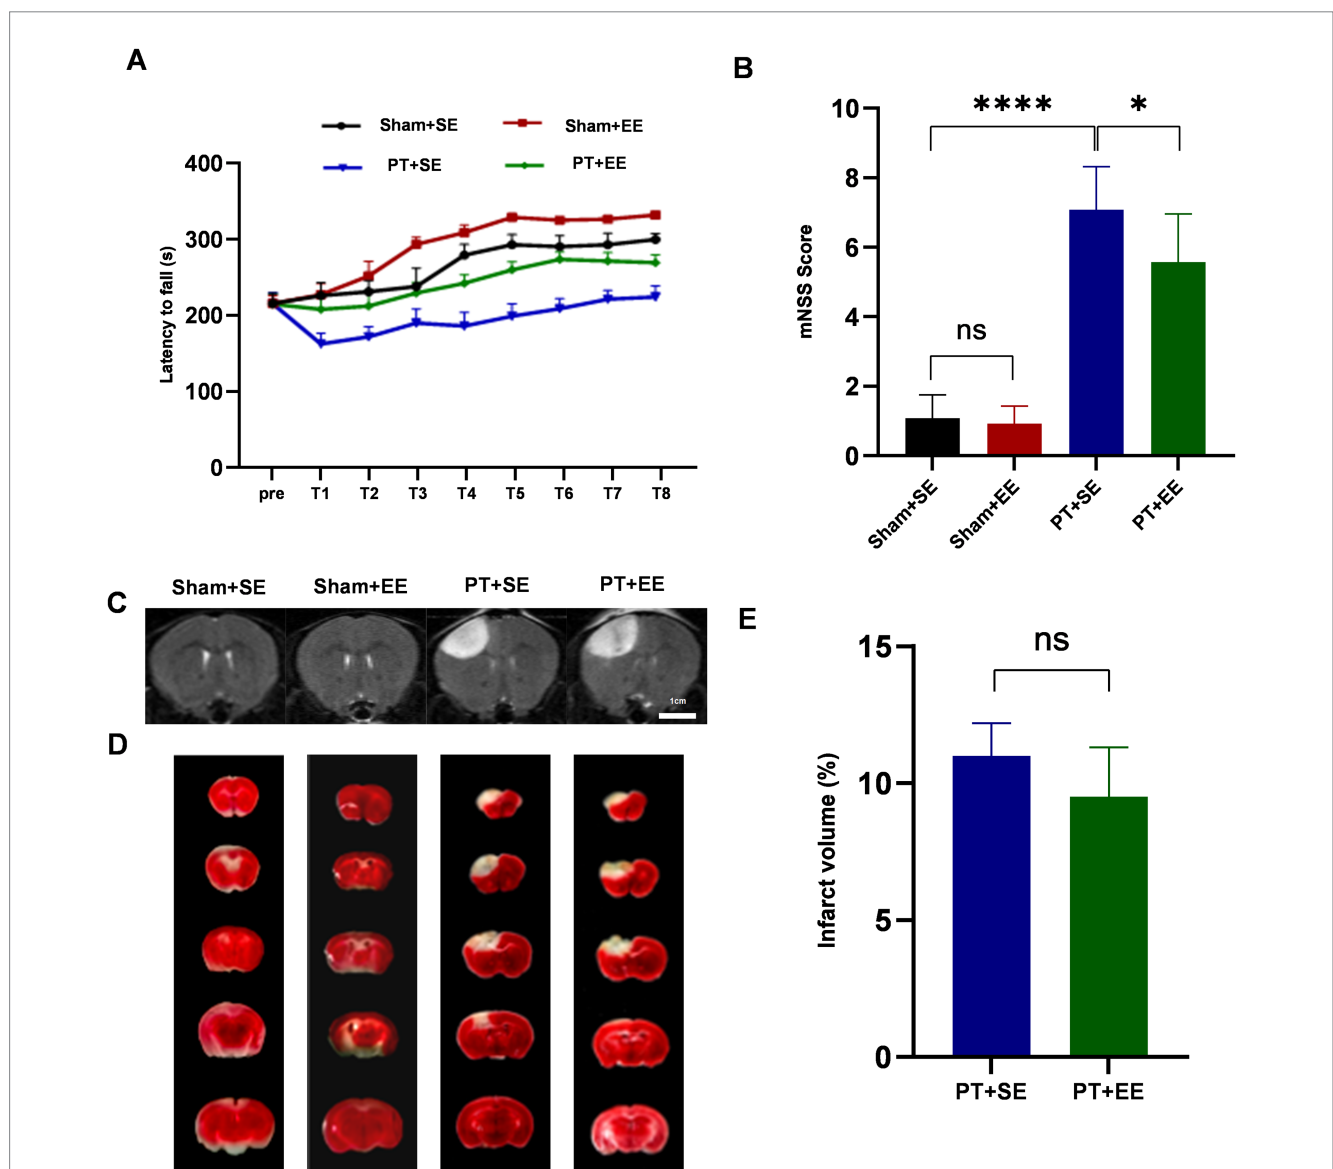 A
Sham+SE
Sham+EE
PT+SE
PT+EE
400
300
200
100
0
Latency to fall (s)
pre T1 T2 T3 T4 T5 T6 T7 T8
B
**** *
10
8
6
4
2
0
mNSS Score
ns
Sham+SE
Sham+EE
PT+SE
PT+EE
C
Sham+SE Sham+EE PT+SE PT+EE
1cm
D
E
15
10
5
0
Infarct volume (%)
ns
PT+SE PT+EE